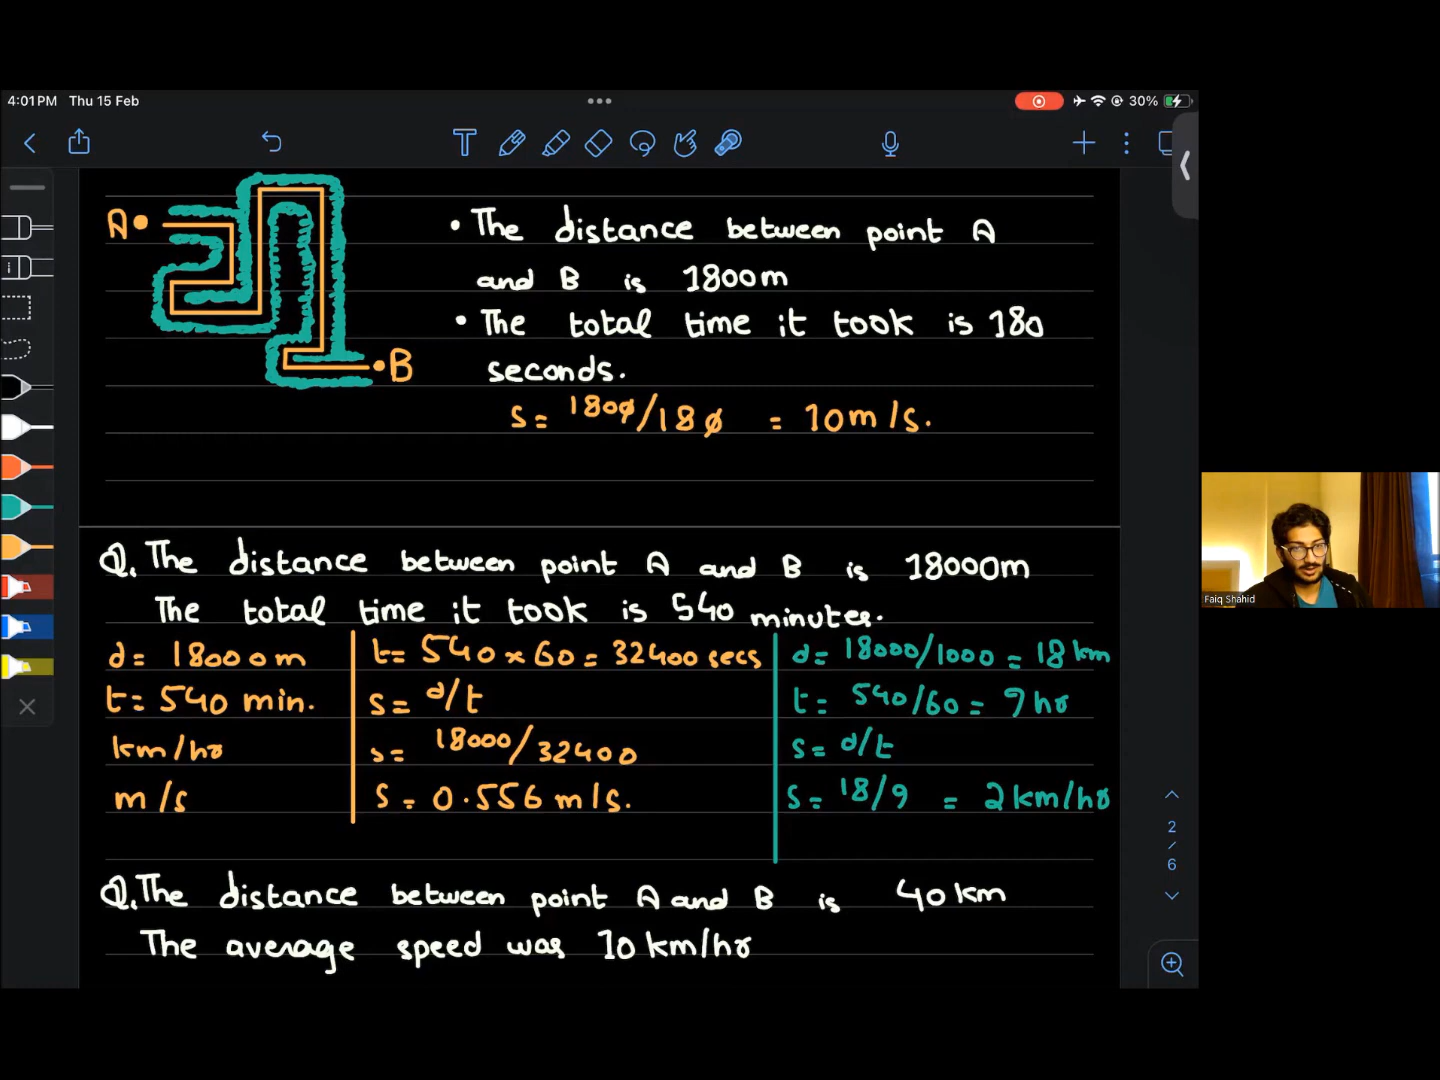 4:01 PM Thu 15 Feb
30%
A
B
• The distance between point A
and B is 1800m
• The total time it took is 180
seconds.
s = 1800/180 = 10m/s.
Q. The distance between point A and B is 18000m
The total time it took is 540 minutes.
d = 18000m
t = 540 min.
km/hr
m/s
t = 540 × 60 = 32400 secs
s = d/t
s = 18000/32400
s = 0.556 m/s.
d = 18000/1000 = 18 km
t = 540/60 = 9 hr
s = d/t
s = 18/9 = 2 km/hr
Q. The distance between point A and B is 40 km
The average speed was 10 km/hr
2
/
6
Faiq Shahid